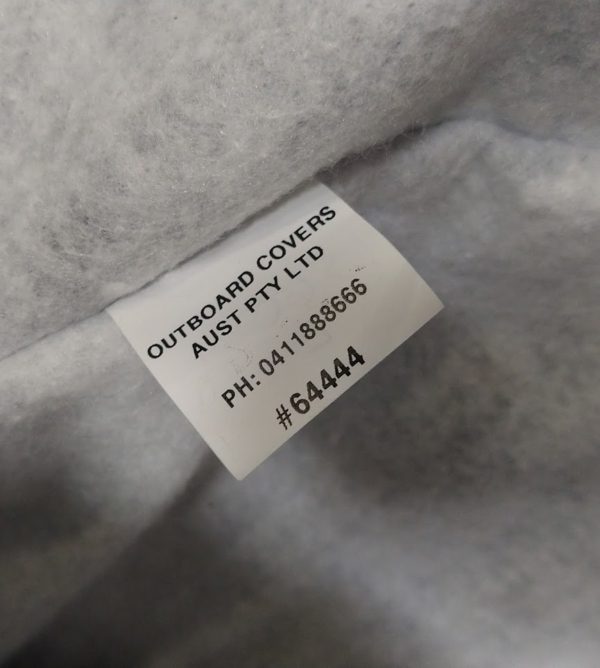 OUTBOARD COVERS
AUST PTY LTD
PH: 0411888666
#64444